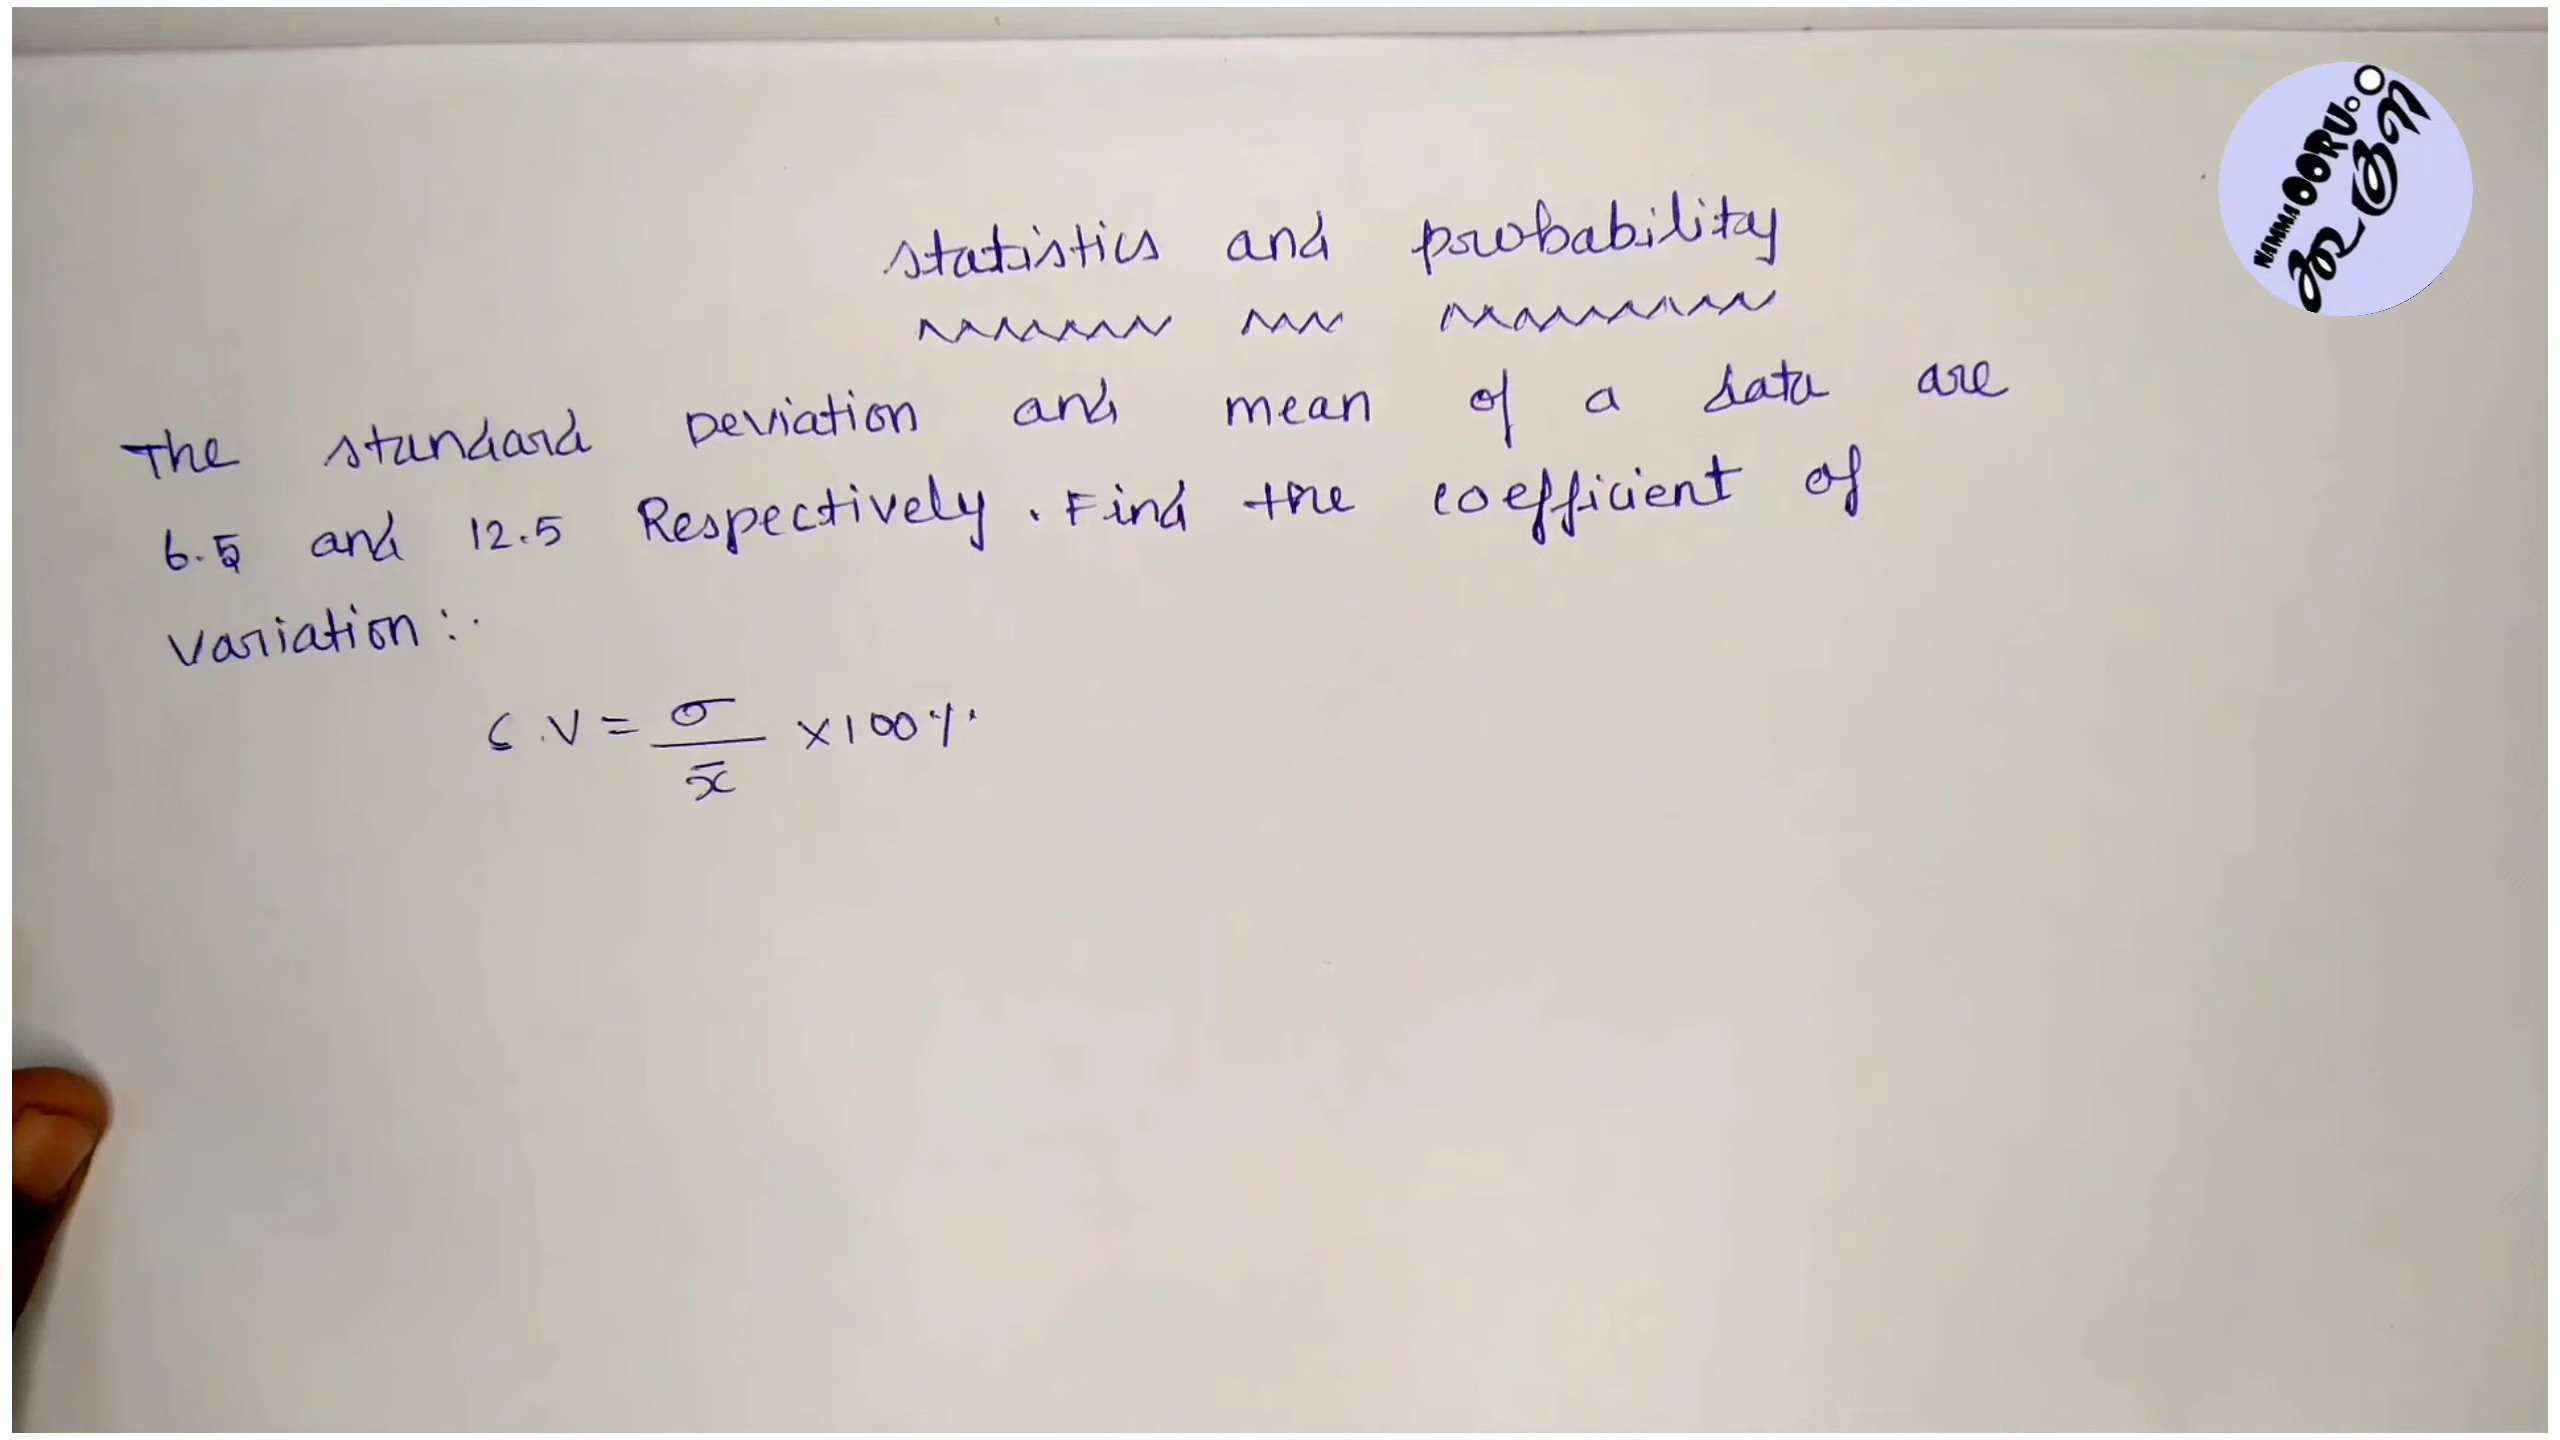 statistics and probability
The standard Deviation and mean of a data are
6.5 and 12.5 Respectively. Find the coefficient of
Variation :.
C.V = σ / x̄ ×100%
NAMMA OORU